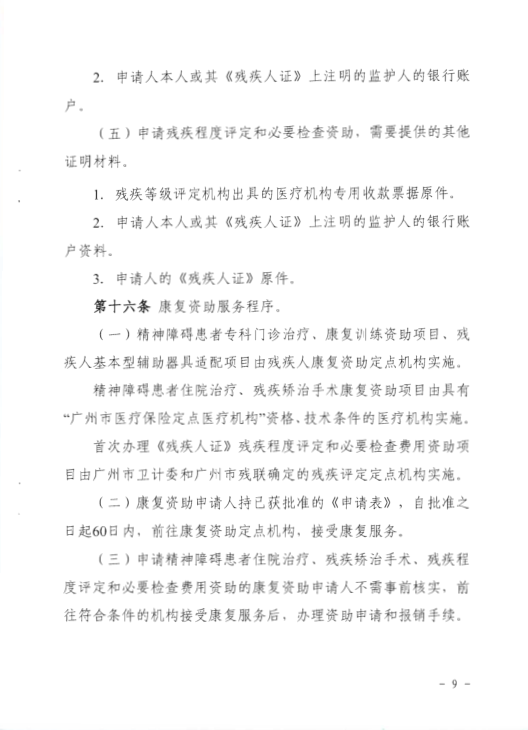 2. 申请人本人或其《残疾人证》上注明的监护人的银行账
户。
（五）申请残疾程度评定和必要检查资助，需要提供的其他
证明材料。
1. 残疾等级评定机构出具的医疗机构专用收款票据原件。
2. 申请人本人或其《残疾人证》上注明的监护人的银行账
户资料。
3. 申请人的《残疾人证》原件。
第十六条 康复资助服务程序。
（一）精神障碍患者专科门诊治疗、康复训练资助项目、残
疾人基本型辅助器具适配项目由残疾人康复资助定点机构实施。
精神障碍患者住院治疗、残疾矫治手术康复资助项目由具有
“广州市医疗保险定点医疗机构”资格、技术条件的医疗机构实施。
首次办理《残疾人证》残疾程度评定和必要检查费用资助项
目由广州市卫计委和广州市残联确定的残疾评定定点机构实施。
（二）康复资助申请人持已获批准的《申请表》，自批准之
日起60日内，前往康复资助定点机构，接受康复服务。
（三）申请精神障碍患者住院治疗、残疾矫治手术、残疾程
度评定和必要检查费用资助的康复资助申请人不需事前核实，前
往符合条件的机构接受康复服务后，办理资助申请和报销手续。
- 9 -